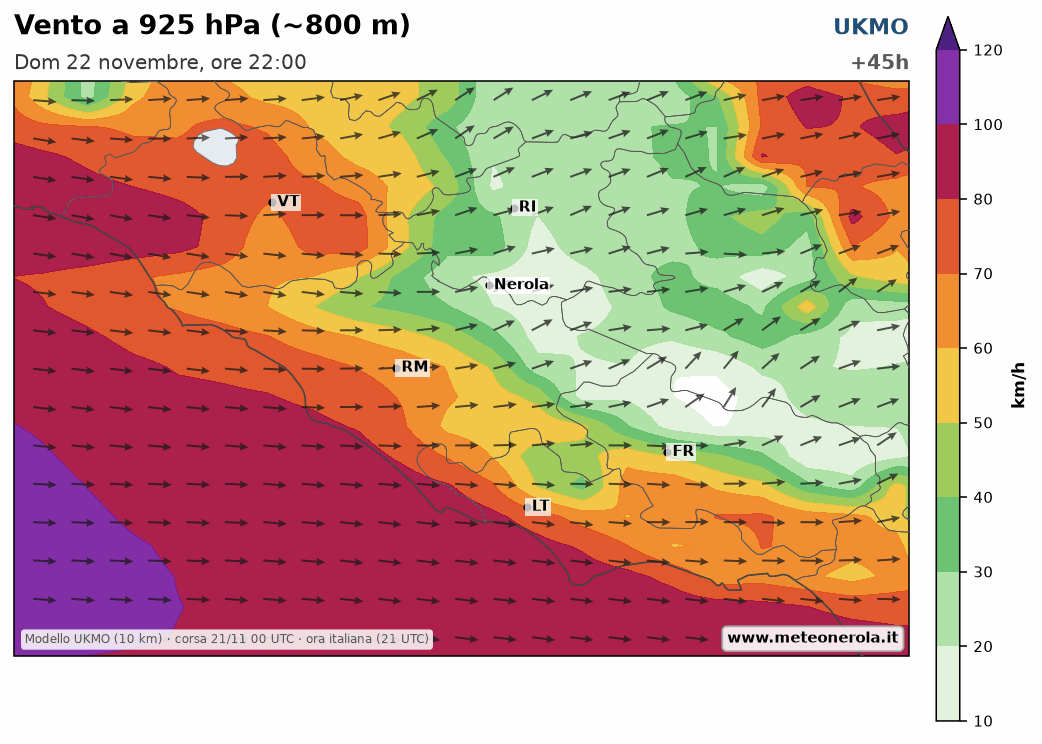 Vento a 925 hPa (~800 m)
UKMO
Dom 22 novembre, ore 22:00
+45h
VT
RI
Nerola
RM
FR
LT
120
100
80
70
60
50
40
30
20
10
km/h
Modello UKMO (10 km) · corsa 21/11 00 UTC · ora italiana (21 UTC)
www.meteonerola.it